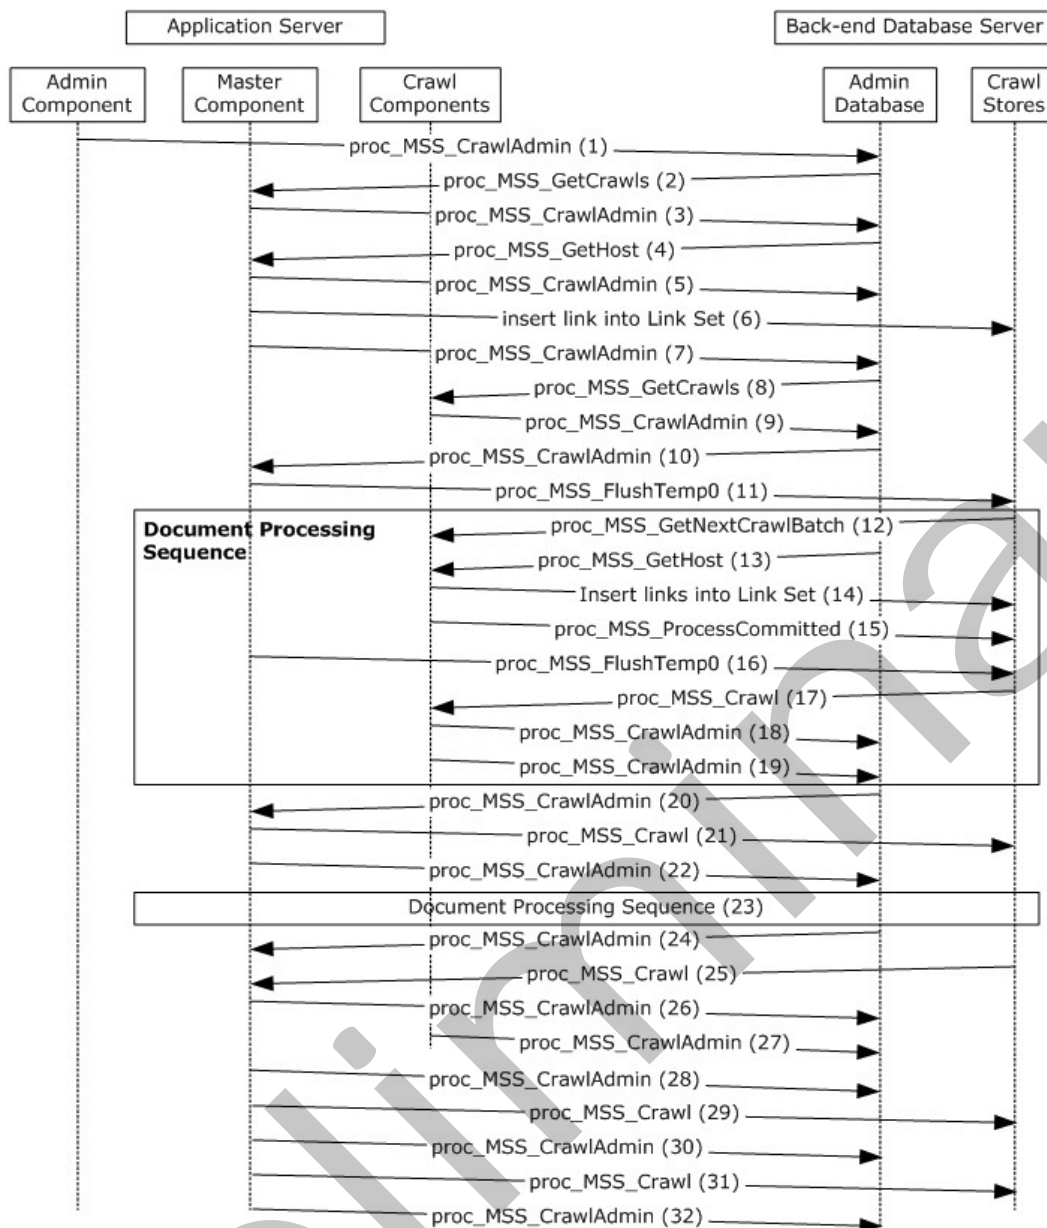 Application Server
Back-end Database Server
Admin
Component
Master
Component
Crawl
Components
Admin
Database
Crawl
Stores
proc_MSS_CrawlAdmin (1)
proc_MSS_GetCrawls (2)
proc_MSS_CrawlAdmin (3)
proc_MSS_GetHost (4)
proc_MSS_CrawlAdmin (5)
insert link into Link Set (6)
proc_MSS_CrawlAdmin (7)
proc_MSS_GetCrawls (8)
proc_MSS_CrawlAdmin (9)
proc_MSS_CrawlAdmin (10)
proc_MSS_FlushTemp0 (11)
Document Processing
Sequence
proc_MSS_GetNextCrawlBatch (12)
proc_MSS_GetHost (13)
Insert links into Link Set (14)
proc_MSS_ProcessCommitted (15)
proc_MSS_FlushTemp0 (16)
proc_MSS_Crawl (17)
proc_MSS_CrawlAdmin (18)
proc_MSS_CrawlAdmin (19)
proc_MSS_CrawlAdmin (20)
proc_MSS_Crawl (21)
proc_MSS_CrawlAdmin (22)
Document Processing Sequence (23)
proc_MSS_CrawlAdmin (24)
proc_MSS_Crawl (25)
proc_MSS_CrawlAdmin (26)
proc_MSS_CrawlAdmin (27)
proc_MSS_CrawlAdmin (28)
proc_MSS_Crawl (29)
proc_MSS_CrawlAdmin (30)
proc_MSS_Crawl (31)
proc_MSS_CrawlAdmin (32)